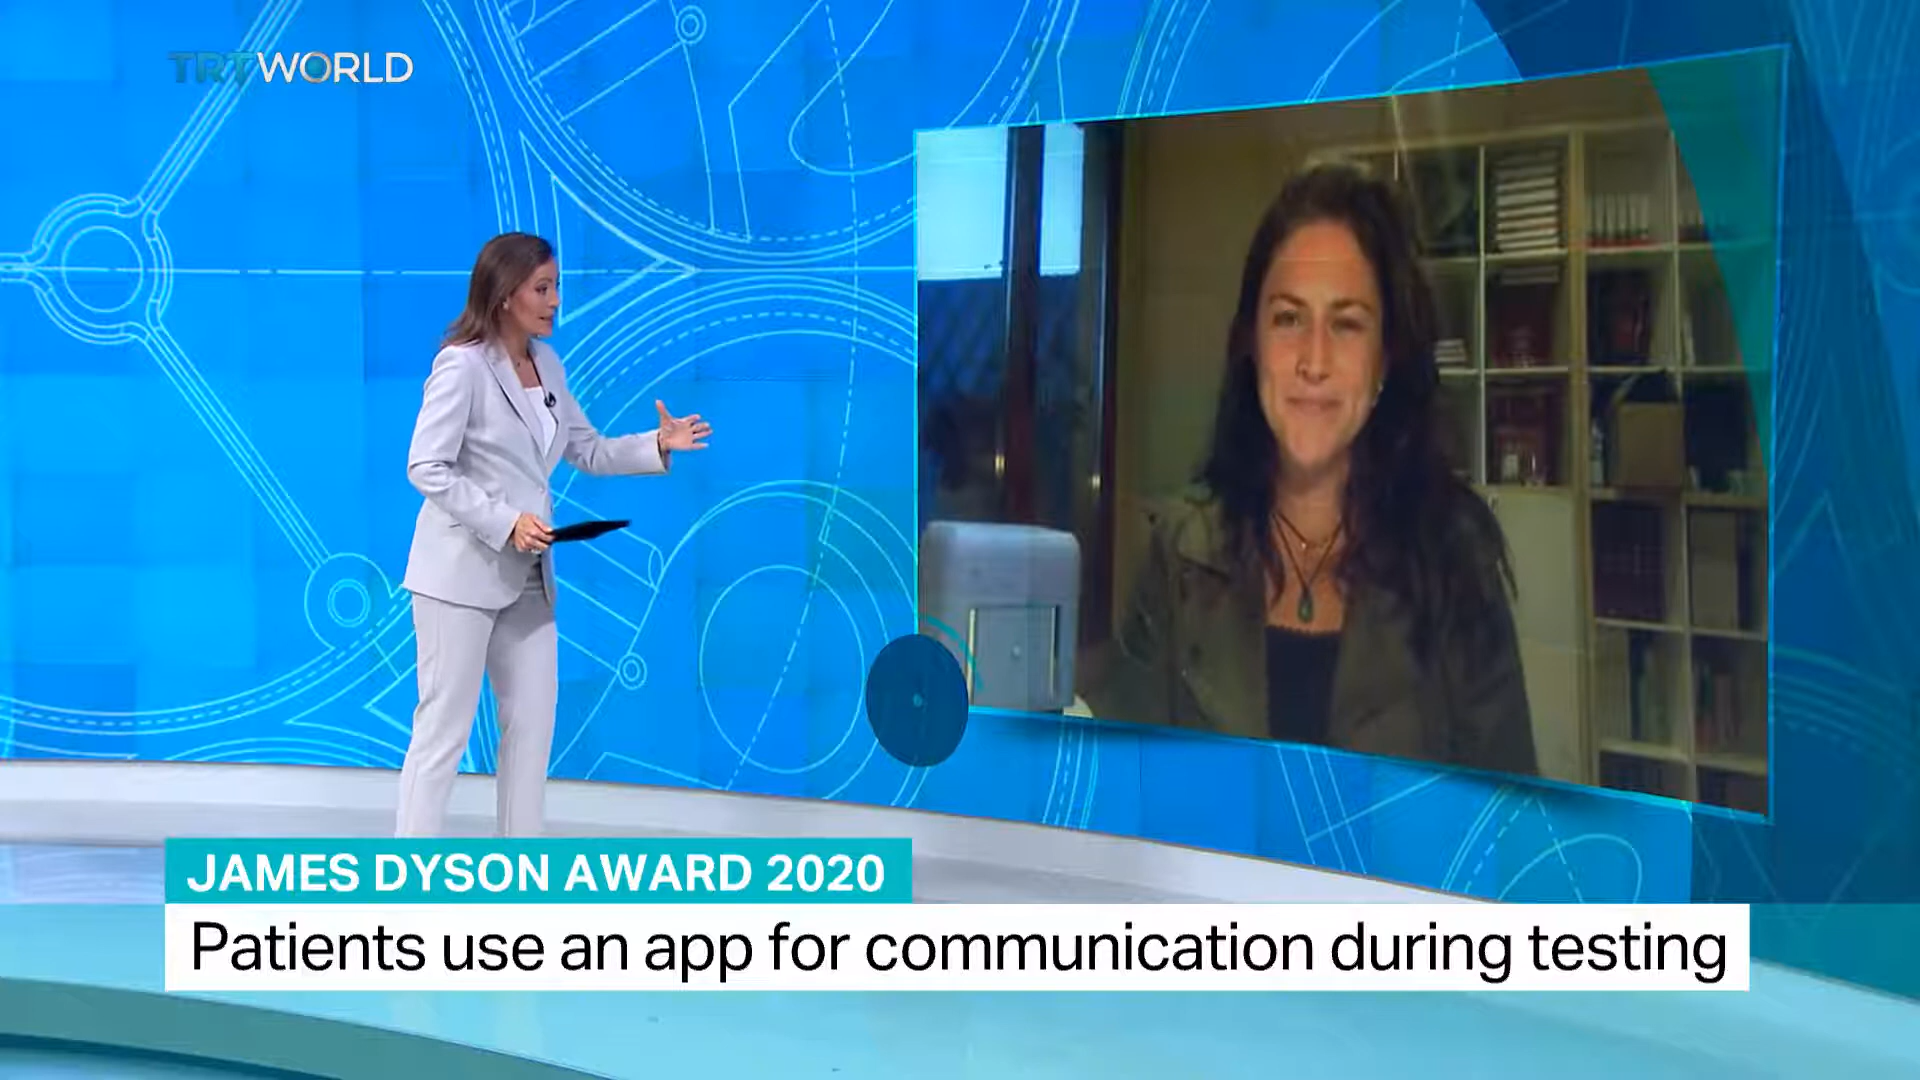 TRT WORLD
JAMES DYSON AWARD 2020
Patients use an app for communication during testing